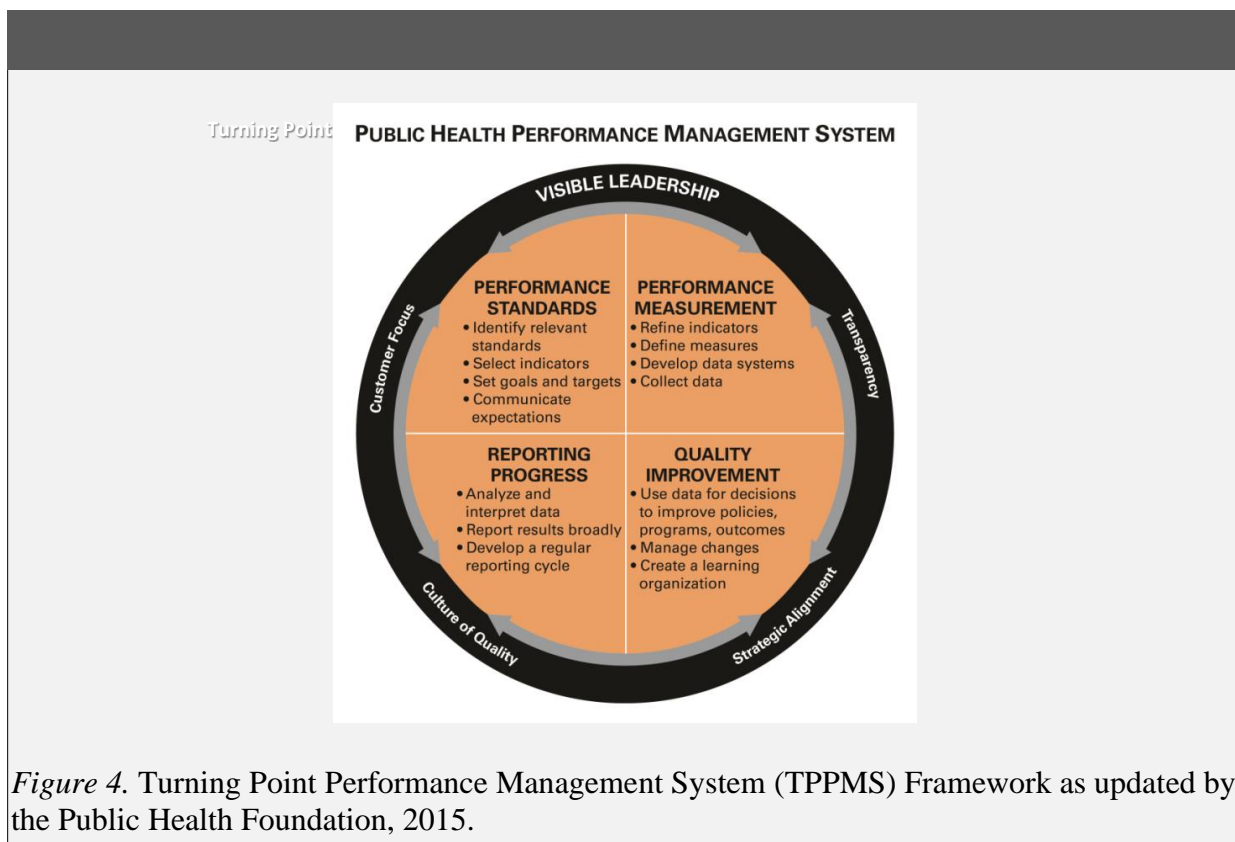 Turning Point
PUBLIC HEALTH PERFORMANCE MANAGEMENT SYSTEM
VISIBLE LEADERSHIP
Customer Focus
Transparency
PERFORMANCE
STANDARDS
• Identify relevant
standards
• Select indicators
• Set goals and targets
• Communicate
expectations
PERFORMANCE
MEASUREMENT
• Refine indicators
• Define measures
• Develop data systems
• Collect data
REPORTING
PROGRESS
• Analyze and
interpret data
• Report results broadly
• Develop a regular
reporting cycle
QUALITY
IMPROVEMENT
• Use data for decisions
to improve policies,
programs, outcomes
• Manage changes
• Create a learning
organization
Culture of Quality
Strategic Alignment
Figure 4. Turning Point Performance Management System (TPPMS) Framework as updated by
the Public Health Foundation, 2015.